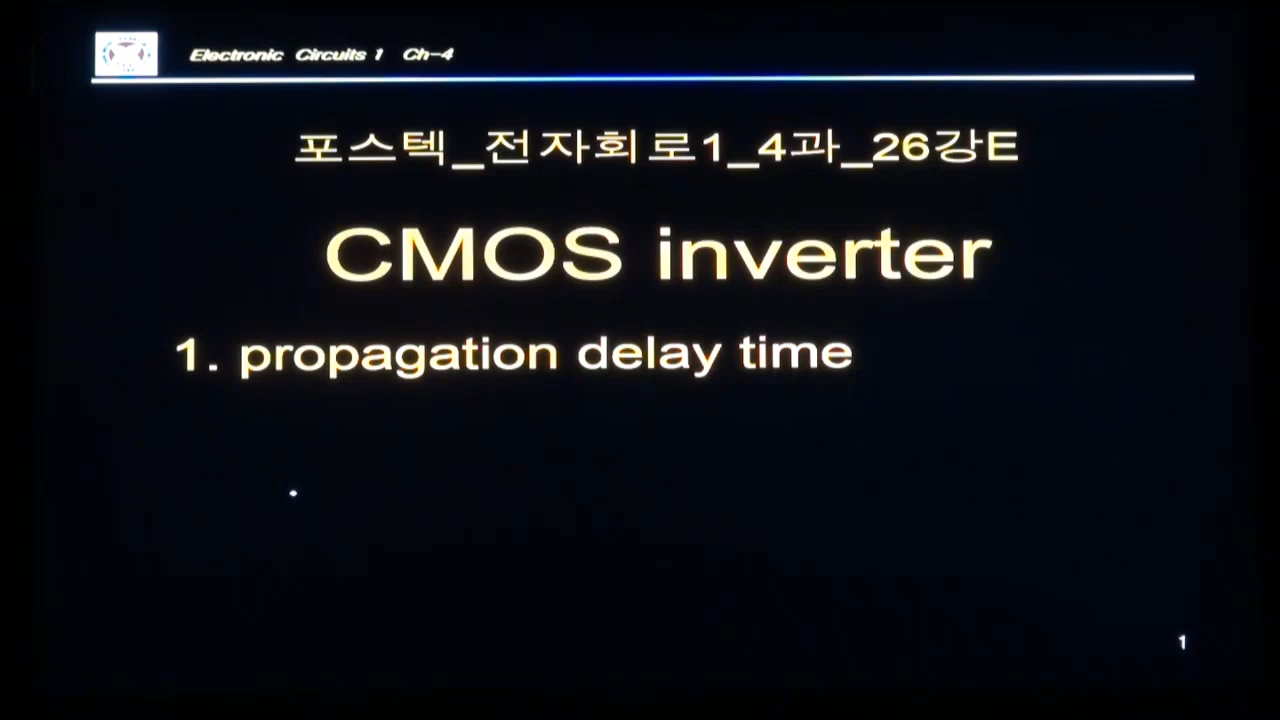 Electronic Circuits 1 Ch-4
포스텍_전자회로1_4과_26강E
CMOS inverter
1. propagation delay time
1